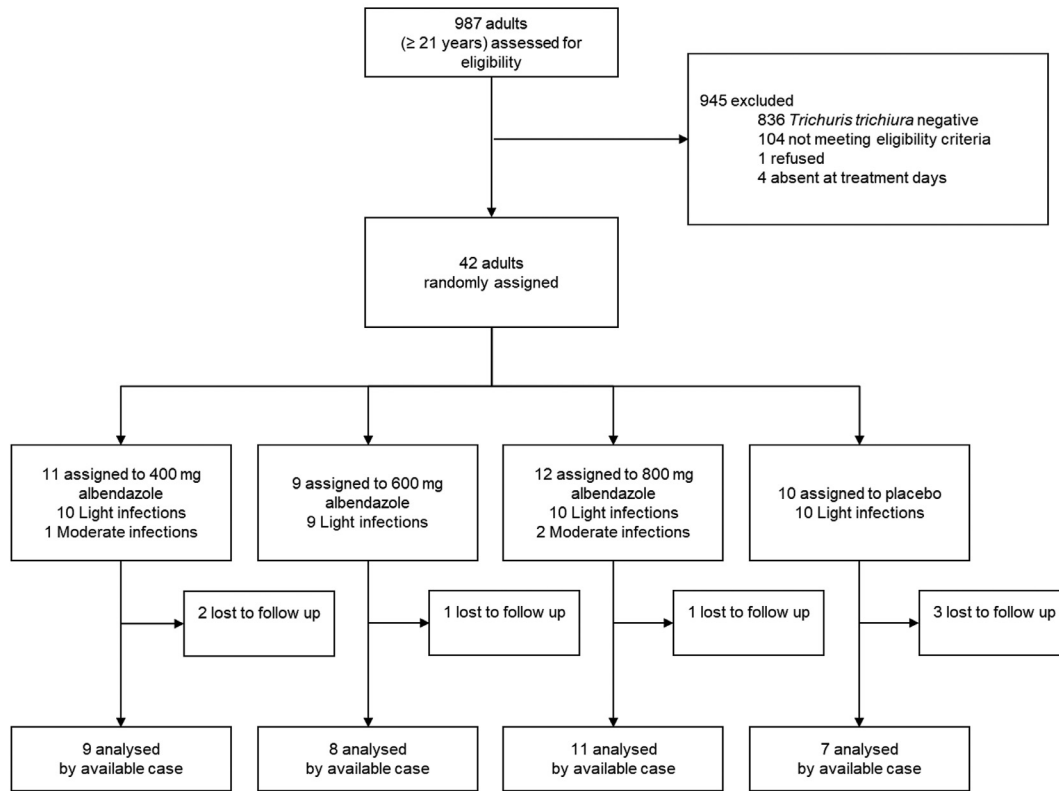 987 adults
(≥ 21 years) assessed for
eligibility
945 excluded
836 Trichuris trichiura negative
104 not meeting eligibility criteria
1 refused
4 absent at treatment days
42 adults
randomly assigned
11 assigned to 400 mg
albendazole
10 Light infections
1 Moderate infections
9 assigned to 600 mg
albendazole
9 Light infections
12 assigned to 800 mg
albendazole
10 Light infections
2 Moderate infections
10 assigned to placebo
10 Light infections
2 lost to follow up
1 lost to follow up
1 lost to follow up
3 lost to follow up
9 analysed
by available case
8 analysed
by available case
11 analysed
by available case
7 analysed
by available case